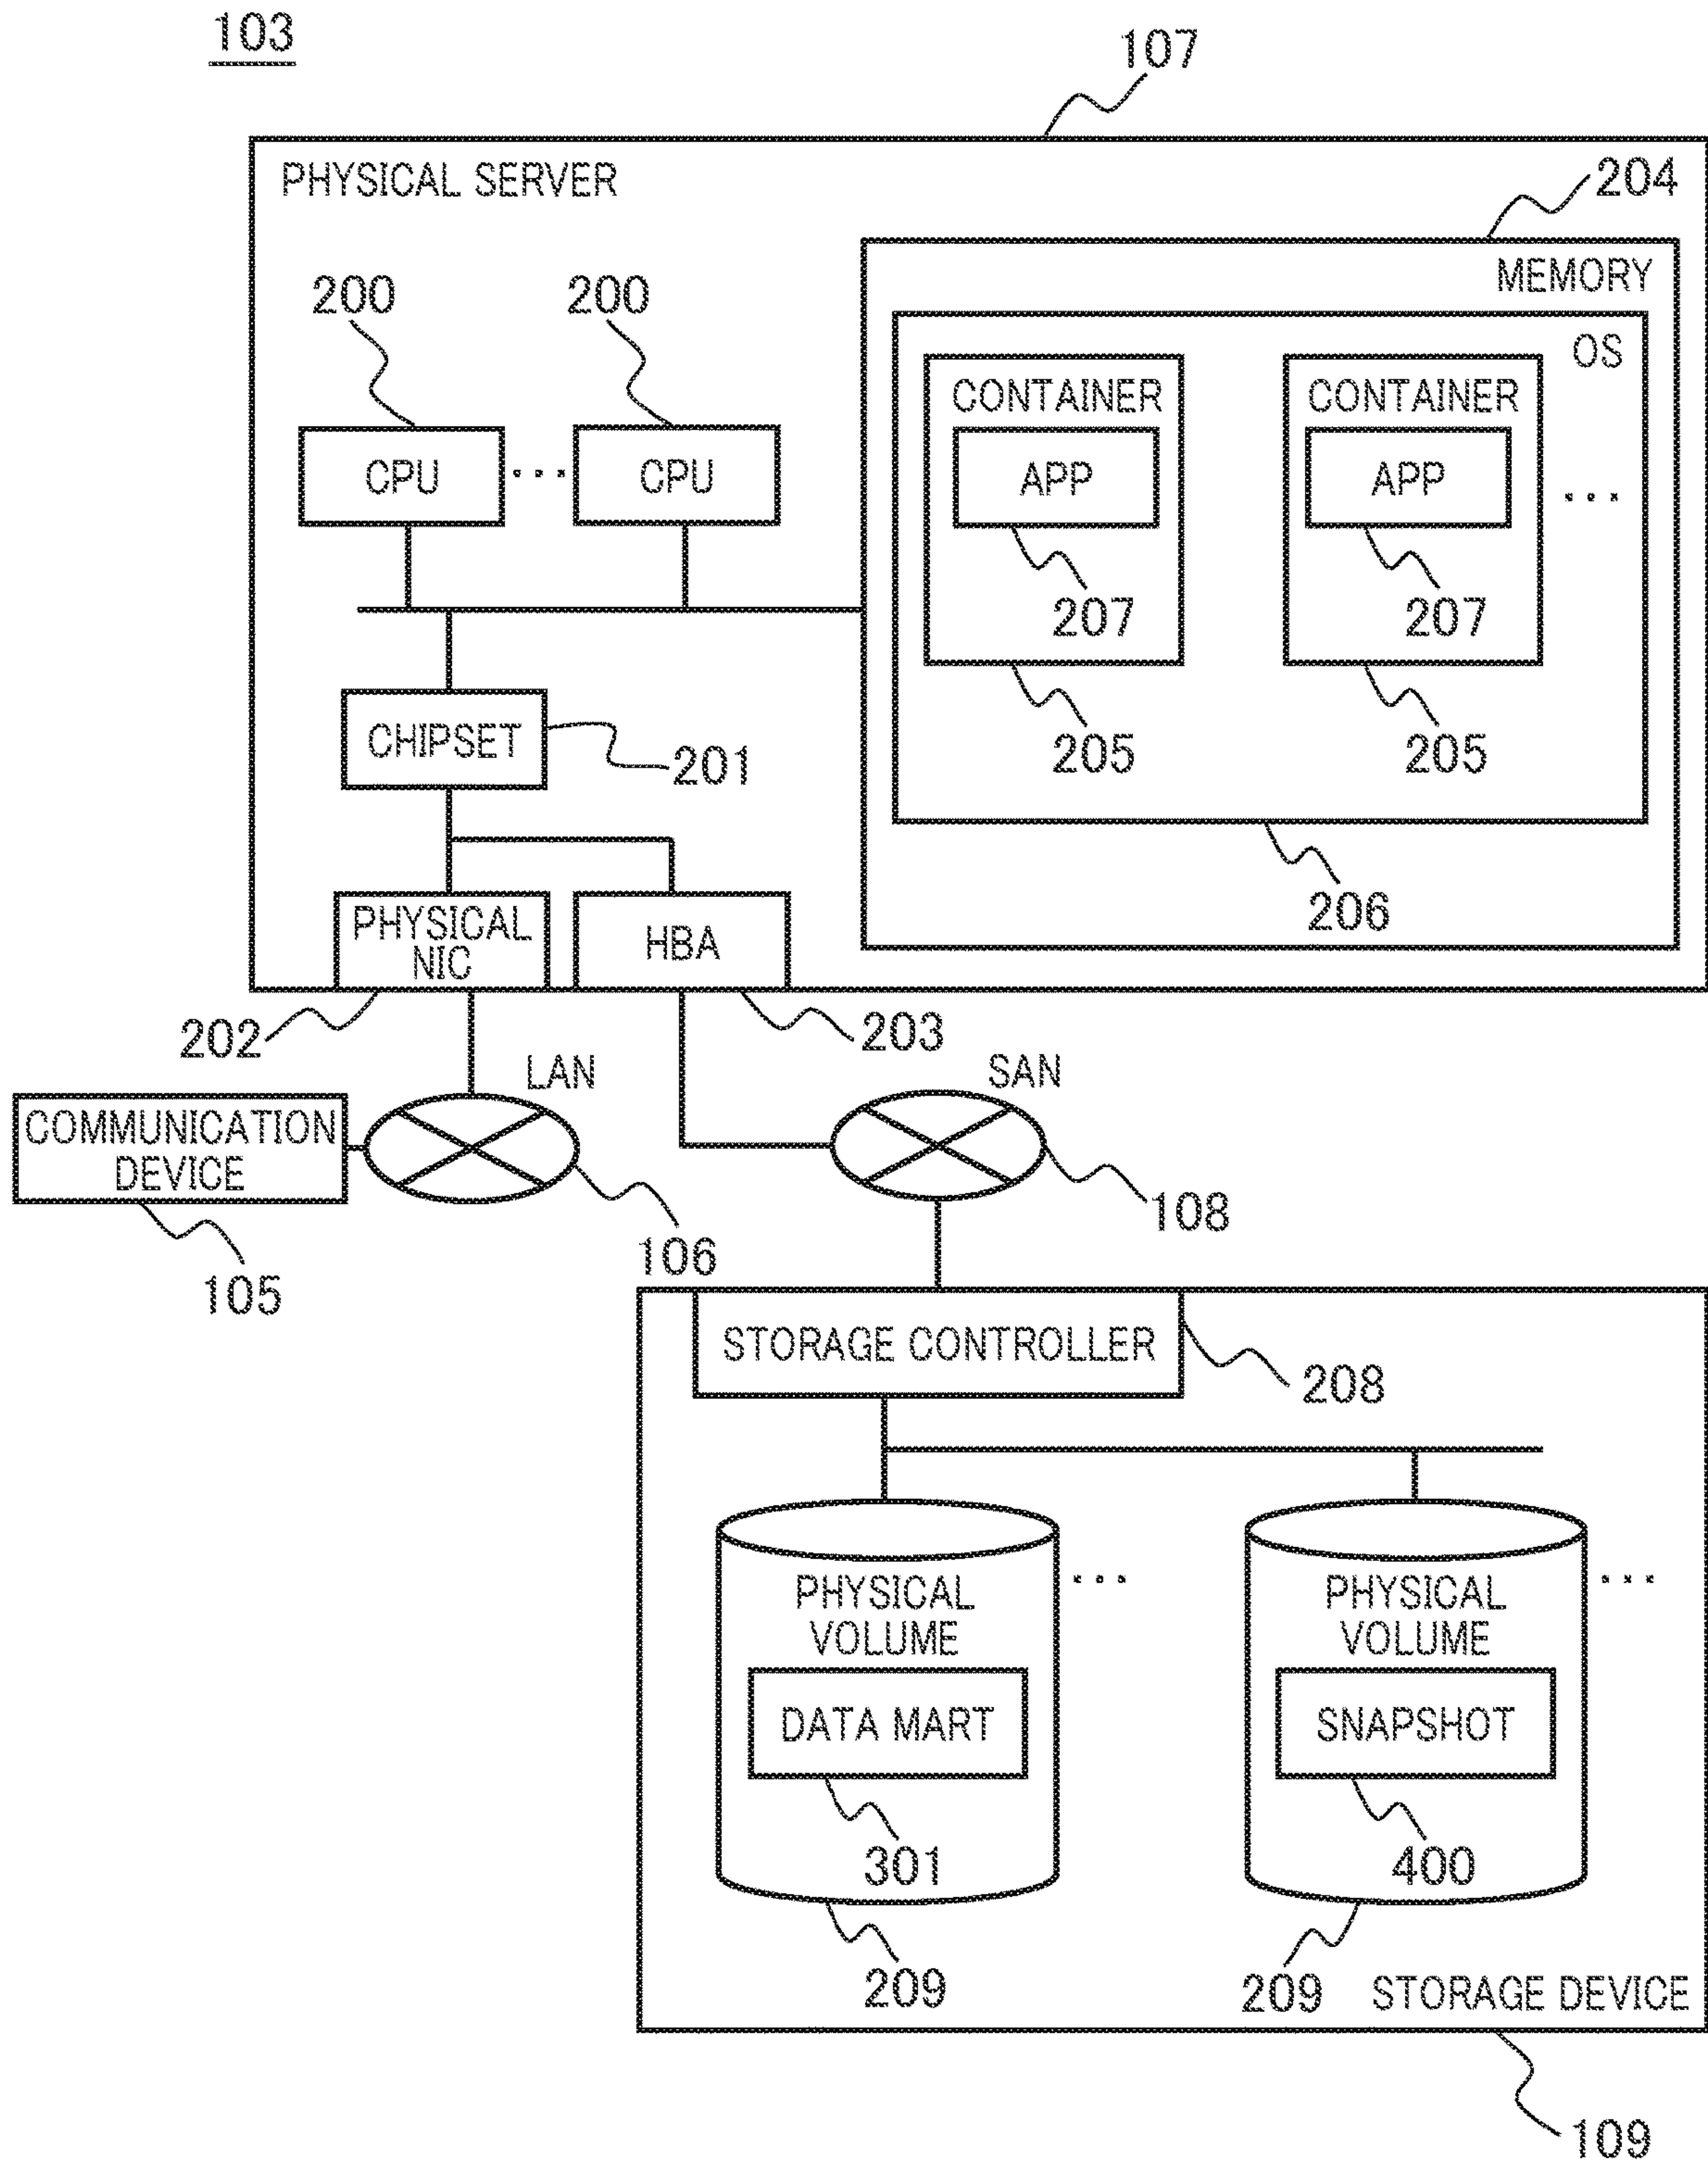 103
107
PHYSICAL SERVER
204
MEMORY
200
200
OS
CONTAINER
CONTAINER
CPU
...
CPU
APP
APP
...
207
207
CHIPSET
201
205
205
206
PHYSICAL
NIC
HBA
202
203
LAN
SAN
COMMUNICATION
DEVICE
106
108
105
STORAGE CONTROLLER
208
PHYSICAL
VOLUME
...
PHYSICAL
VOLUME
...
DATA MART
SNAPSHOT
301
400
209
209
STORAGE DEVICE
109